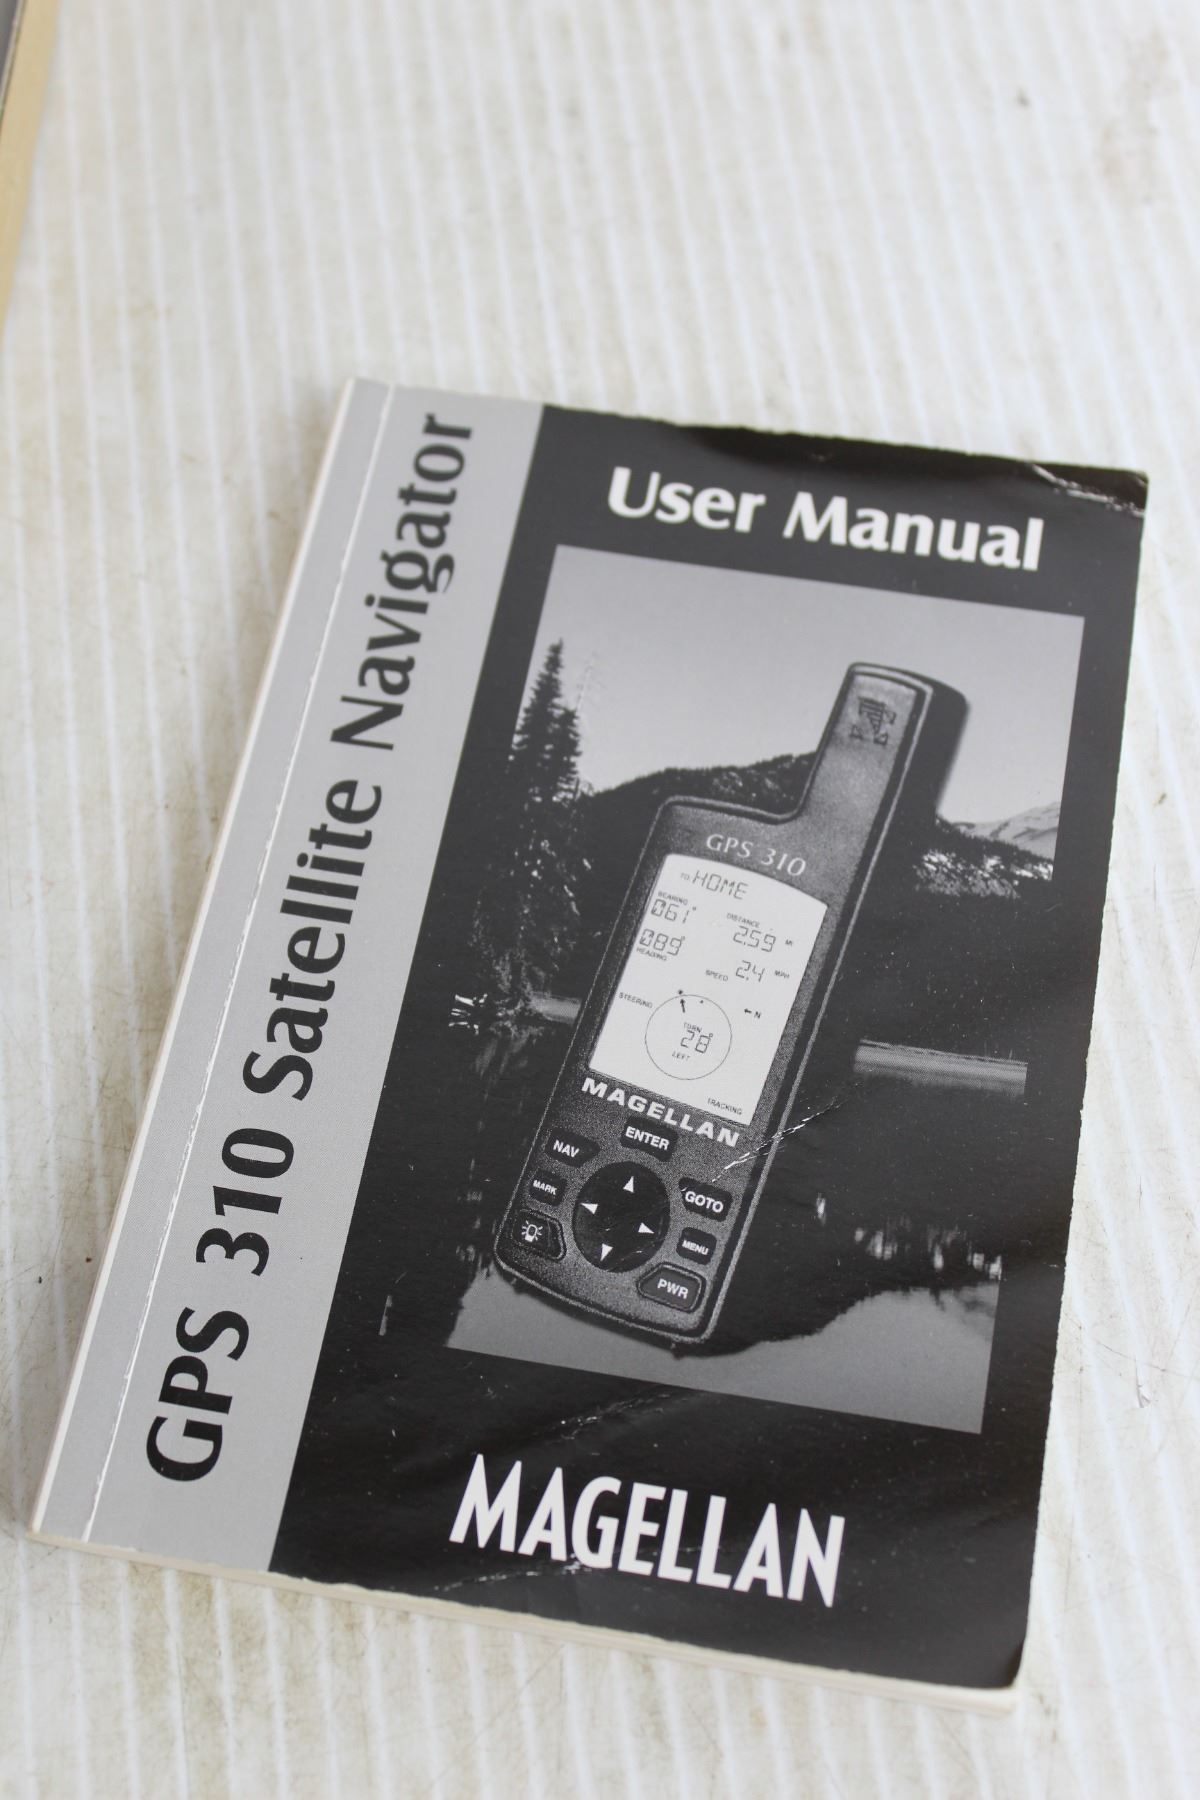 User Manual
GPS 310 Satellite Navigator
GPS 310
TO: HOME
BEARING
061°
DISTANCE
2.59 MI
089°
HEADING
SPEED
2.4 MPH
STEERING
N
TURN
28°
LEFT
TRACKING
MAGELLAN
NAV
ENTER
MARK
GOTO
MENU
PWR
MAGELLAN